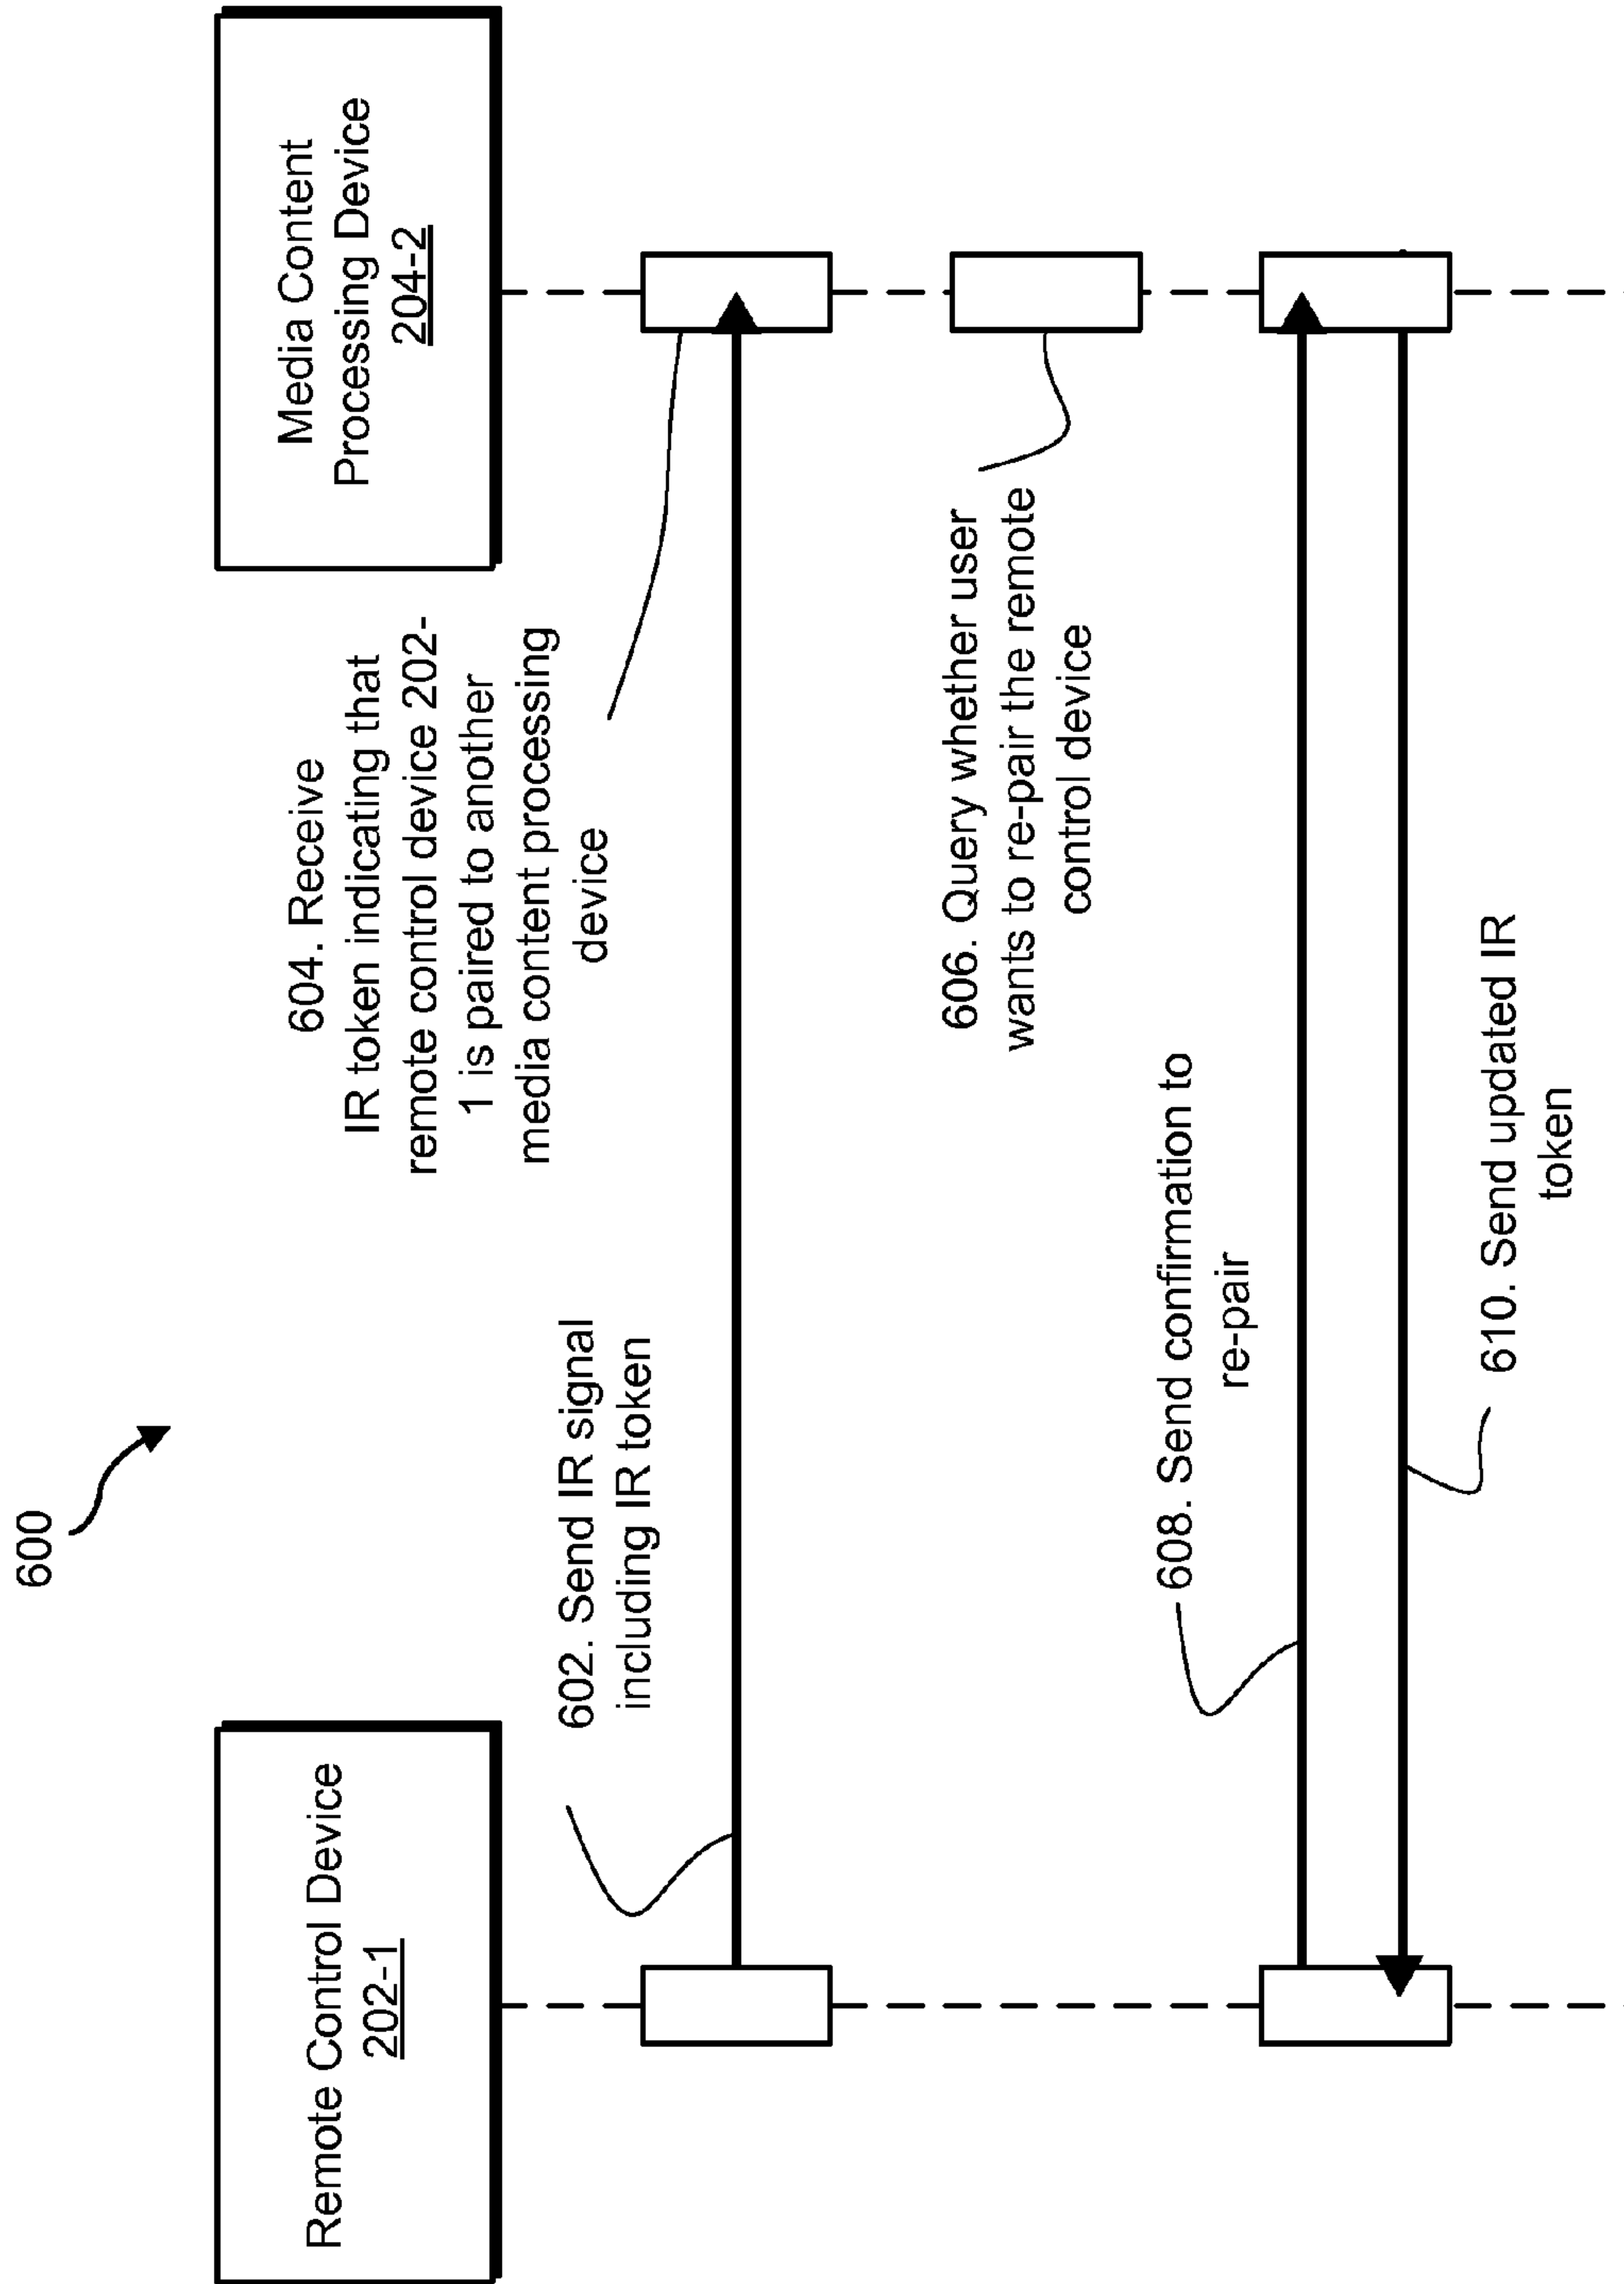 600
Remote Control Device
202-1
Media Content
Processing Device
204-2
602. Send IR signal
including IR token
604. Receive
IR token indicating that
remote control device 202-
1 is paired to another
media content processing
device
606. Query whether user
wants to re-pair the remote
control device
608. Send confirmation to
re-pair
610. Send updated IR
token